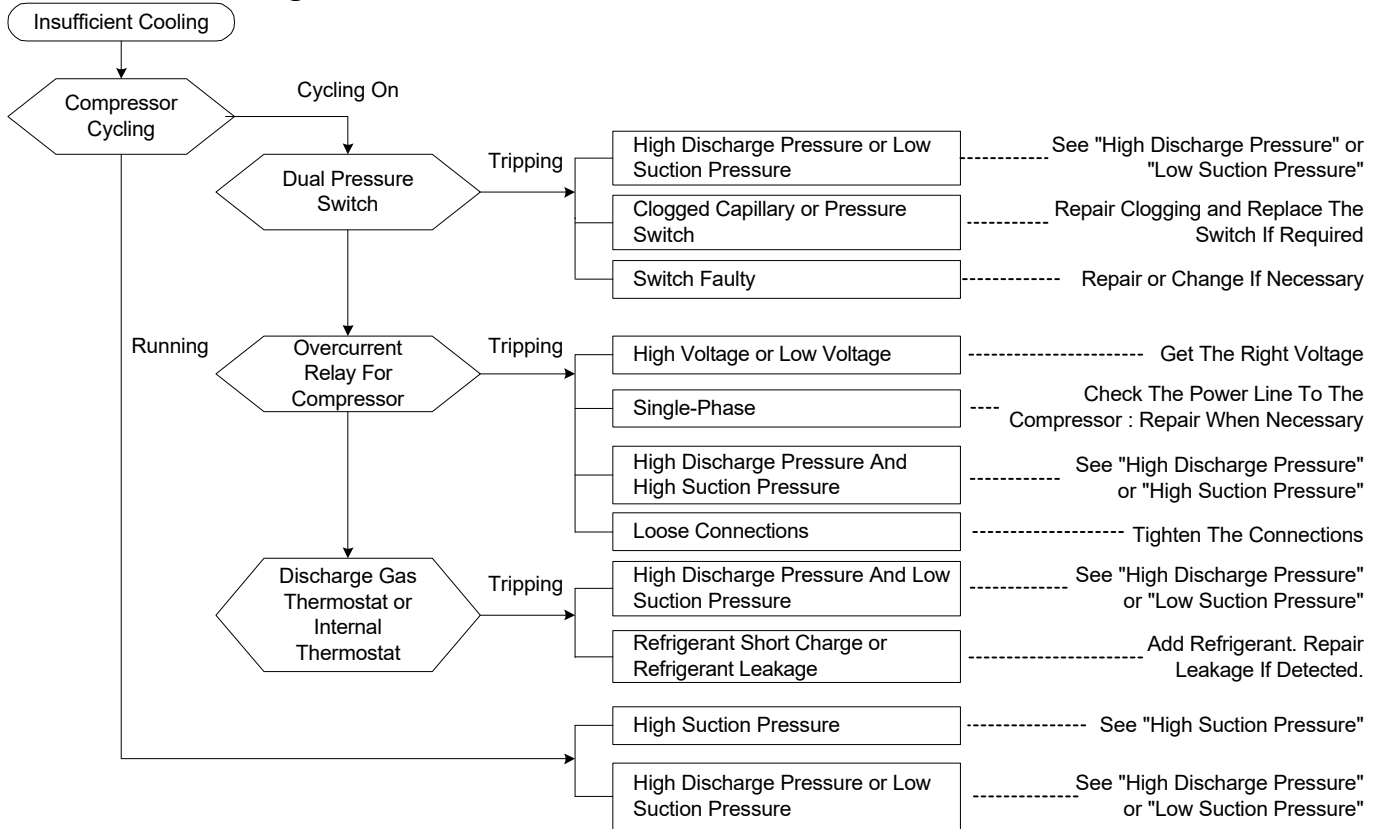 Insufficient Cooling
Compressor
Cycling
Cycling On
Dual Pressure
Switch
Tripping
High Discharge Pressure or Low
Suction Pressure
See "High Discharge Pressure" or
"Low Suction Pressure"
Clogged Capillary or Pressure
Switch
Repair Clogging and Replace The
Switch If Required
Switch Faulty
Repair or Change If Necessary
Running
Overcurrent
Relay For
Compressor
Tripping
High Voltage or Low Voltage
Get The Right Voltage
Single-Phase
Check The Power Line To The
Compressor : Repair When Necessary
High Discharge Pressure And
High Suction Pressure
See "High Discharge Pressure"
or "High Suction Pressure"
Loose Connections
Tighten The Connections
Discharge Gas
Thermostat or
Internal
Thermostat
Tripping
High Discharge Pressure And Low
Suction Pressure
See "High Discharge Pressure"
or "Low Suction Pressure"
Refrigerant Short Charge or
Refrigerant Leakage
Add Refrigerant. Repair
Leakage If Detected.
High Suction Pressure
See "High Suction Pressure"
High Discharge Pressure or Low
Suction Pressure
See "High Discharge Pressure"
or "Low Suction Pressure"